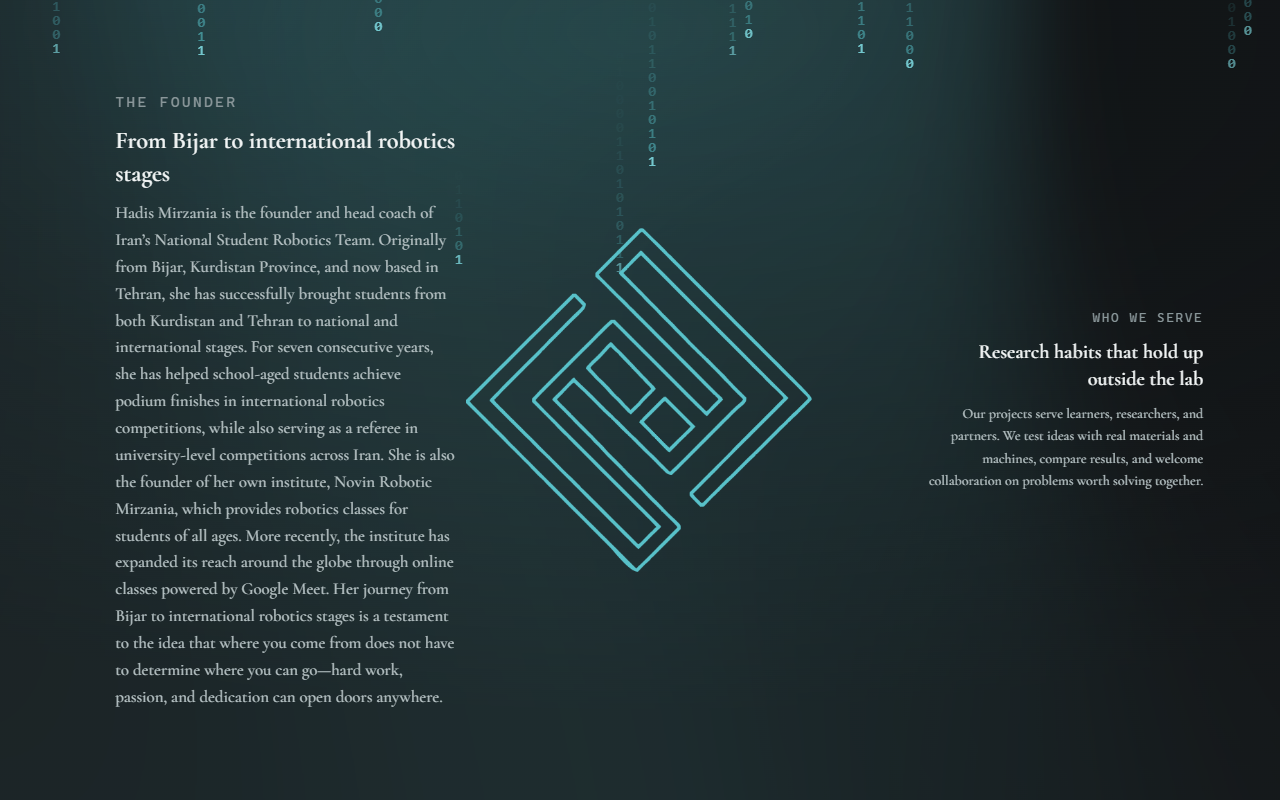 THE FOUNDER
From Bijar to international robotics
stages
Hadis Mirzania is the founder and head coach of
Iran’s National Student Robotics Team. Originally
from Bijar, Kurdistan Province, and now based in
Tehran, she has successfully brought students from
both Kurdistan and Tehran to national and
international stages. For seven consecutive years,
she has helped school-aged students achieve
podium finishes in international robotics
competitions, while also serving as a referee in
university-level competitions across Iran. She is also
the founder of her own institute, Novin Robotic
Mirzania, which provides robotics classes for
students of all ages. More recently, the institute has
expanded its reach around the globe through online
classes powered by Google Meet. Her journey from
Bijar to international robotics stages is a testament
to the idea that where you come from does not have
to determine where you can go—hard work,
passion, and dedication can open doors anywhere.
WHO WE SERVE
Research habits that hold up
outside the lab
Our projects serve learners, researchers, and
partners. We test ideas with real materials and
machines, compare results, and welcome
collaboration on problems worth solving together.